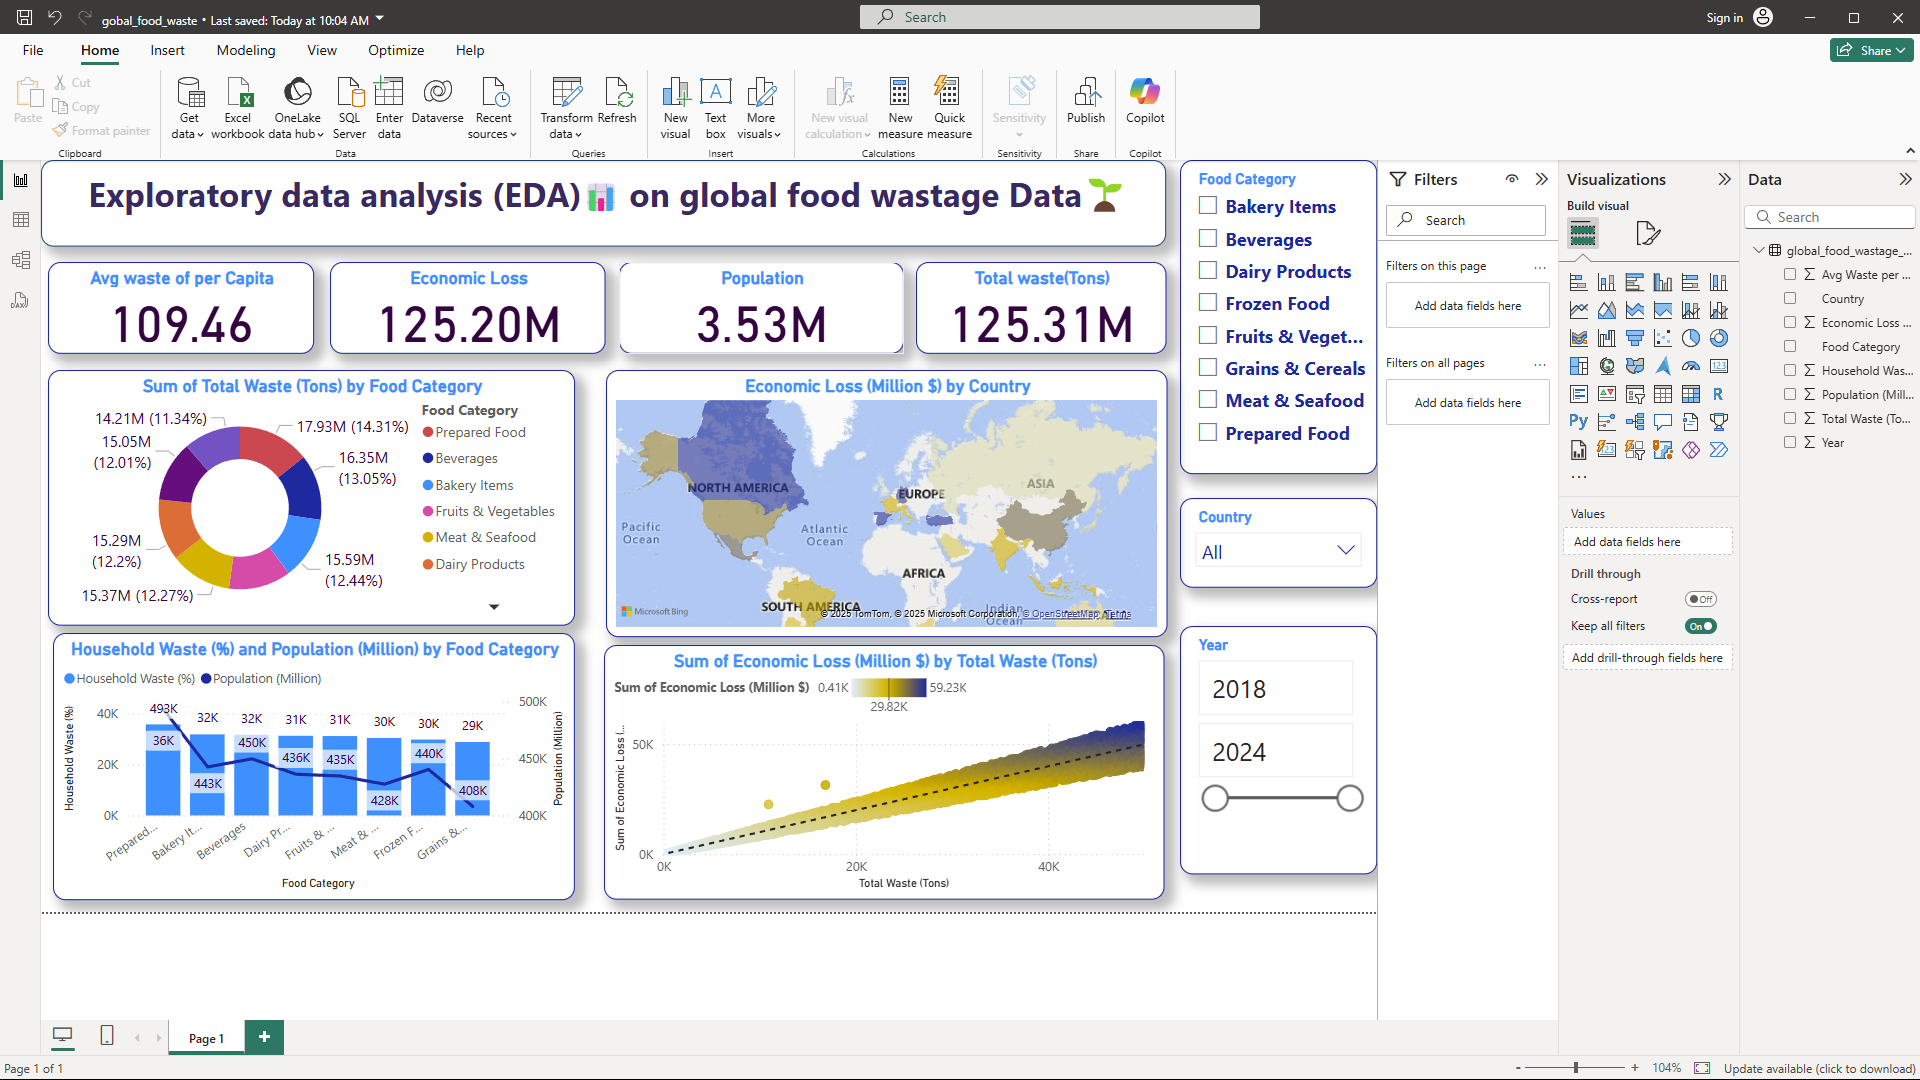 gobal_food_waste • Last saved: Today at 10:04 AM
Search
Sign in
File
Home
Insert
Modeling
View
Optimize
Help
Share
Paste
Cut
Copy
Format painter
Clipboard
Get data
Excel workbook
OneLake data hub
SQL Server
Enter data
Dataverse
Recent sources
Data
Transform data
Refresh
Queries
New visual
Text box
More visuals
Insert
New visual calculation
New measure
Quick measure
Calculations
Sensitivity
Sensitivity
Publish
Share
Copilot
Copilot
Exploratory data analysis (EDA) on global food wastage Data
Avg waste of per Capita
109.46
Economic Loss
125.20M
Population
3.53M
Total waste(Tons)
125.31M
Sum of Total Waste (Tons) by Food Category
14.21M (11.34%)
15.05M
(12.01%)
15.29M
(12.2%)
15.37M (12.27%)
17.93M (14.31%)
16.35M
(13.05%)
15.59M
(12.44%)
Food Category
Prepared Food
Beverages
Bakery Items
Fruits & Vegetables
Meat & Seafood
Dairy Products
Economic Loss (Million $) by Country
NORTH AMERICA
EUROPE
ASIA
Pacific
Ocean
Atlantic
Ocean
AFRICA
SOUTH AMERICA
Indian
Ocean
Microsoft Bing
© 2025 TomTom, © 2025 Microsoft Corporation, © OpenStreetMap Terms
Household Waste (%) and Population (Million) by Food Category
Household Waste (%)
Population (Million)
Household Waste (%)
40K
20K
0K
493K
36K
32K
443K
32K
450K
31K
436K
31K
435K
30K
428K
30K
440K
29K
408K
500K
450K
400K
Population (Million)
Prepared...
Bakery It...
Beverages
Dairy Pr...
Fruits & ...
Meat & ...
Frozen F...
Grains &...
Food Category
Sum of Economic Loss (Million $) by Total Waste (Tons)
Sum of Economic Loss (Million $)
0.41K
59.23K
29.82K
Sum of Economic Loss (...
50K
0K
0K
20K
40K
Total Waste (Tons)
Food Category
Bakery Items
Beverages
Dairy Products
Frozen Food
Fruits & Veget...
Grains & Cereals
Meat & Seafood
Prepared Food
Country
All
Year
2018
2024
Filters
Search
Filters on this page
...
Add data fields here
Filters on all pages
...
Add data fields here
Visualizations
Build visual
R
Py
...
Values
Add data fields here
Drill through
Cross-report
Off
Keep all filters
On
Add drill-through fields here
Data
Search
global_food_wastage_...
Avg Waste per ...
Country
Economic Loss ...
Food Category
Household Was...
Population (Mill...
Total Waste (To...
Year
Page 1
Page 1 of 1
- + 104%
Update available (click to download)